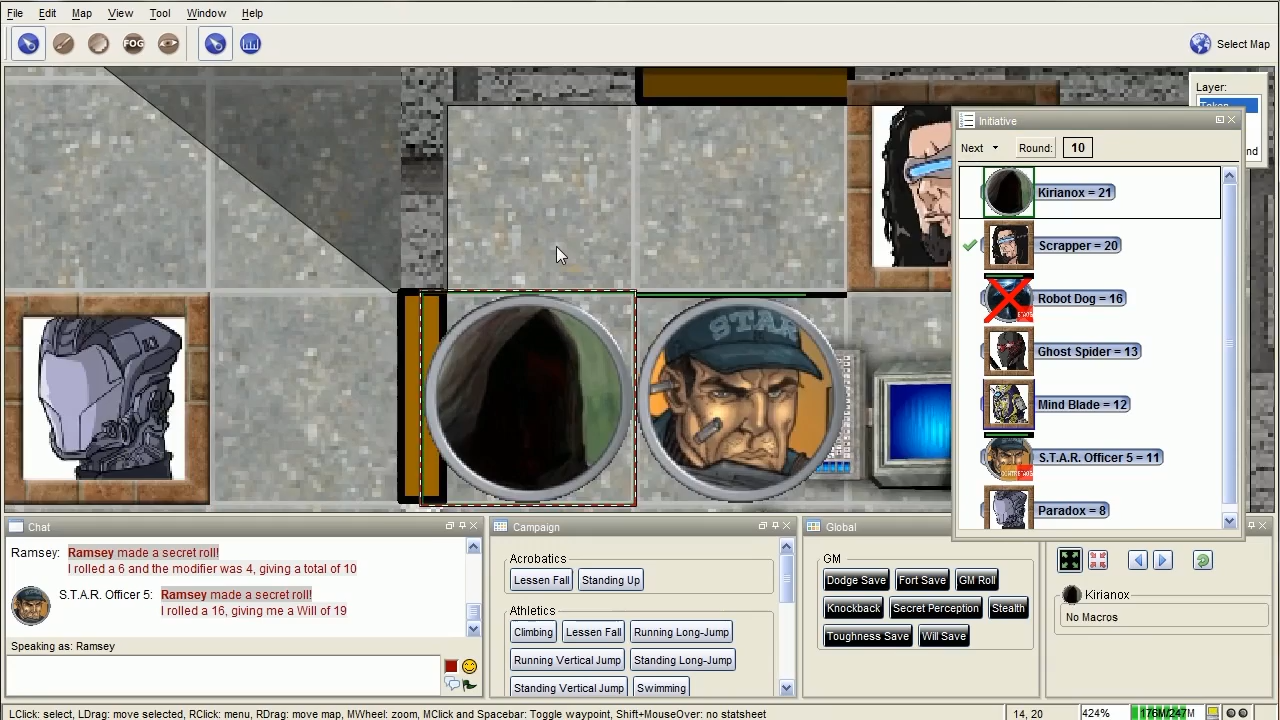 File Edit Map View Tool Window Help
FOG
Select Map
Layer:
Token
Initiative
Next Round: 10
Kirianox = 21
Scrapper = 20
Robot Dog = 16
Ghost Spider = 13
Mind Blade = 12
S.T.A.R. Officer 5 = 11
Paradox = 8
STAR
Chat
Ramsey: Ramsey made a secret roll!
I rolled a 6 and the modifier was 4, giving a total of 10
S.T.A.R. Officer 5: Ramsey made a secret roll!
I rolled a 16, giving me a Will of 19
Speaking as: Ramsey
Campaign
Acrobatics
Lessen Fall Standing Up
Athletics
Climbing Lessen Fall Running Long-Jump
Running Vertical Jump Standing Long-Jump
Standing Vertical Jump Swimming
Global
GM
Dodge Save Fort Save GM Roll
Knockback Secret Perception Stealth
Toughness Save Will Save
Kirianox
No Macros
LClick: select, LDrag: move selected, RClick: menu, RDrag: move map, MWheel: zoom, MClick and Spacebar: Toggle waypoint, Shift+MouseOver: no statsheet
14, 20 424% 176M/247M